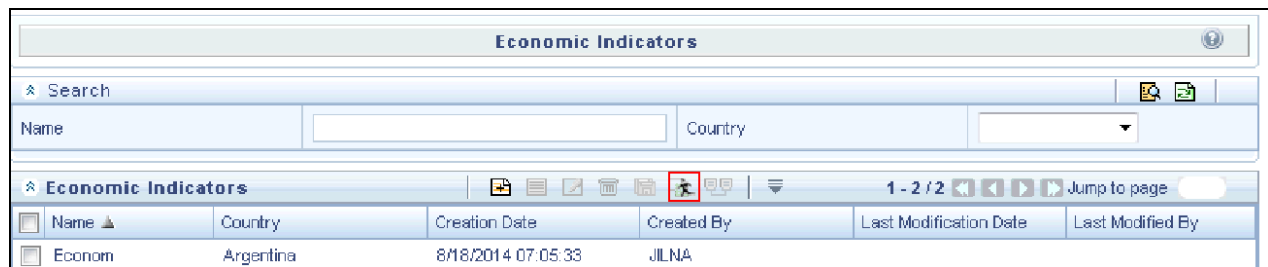 Economic Indicators
Search
Name Country
Economic Indicators 1 - 2 / 2 Jump to page
Name Country Creation Date Created By Last Modification Date Last Modified By
Econom Argentina 8/18/2014 07:05:33 JILNA